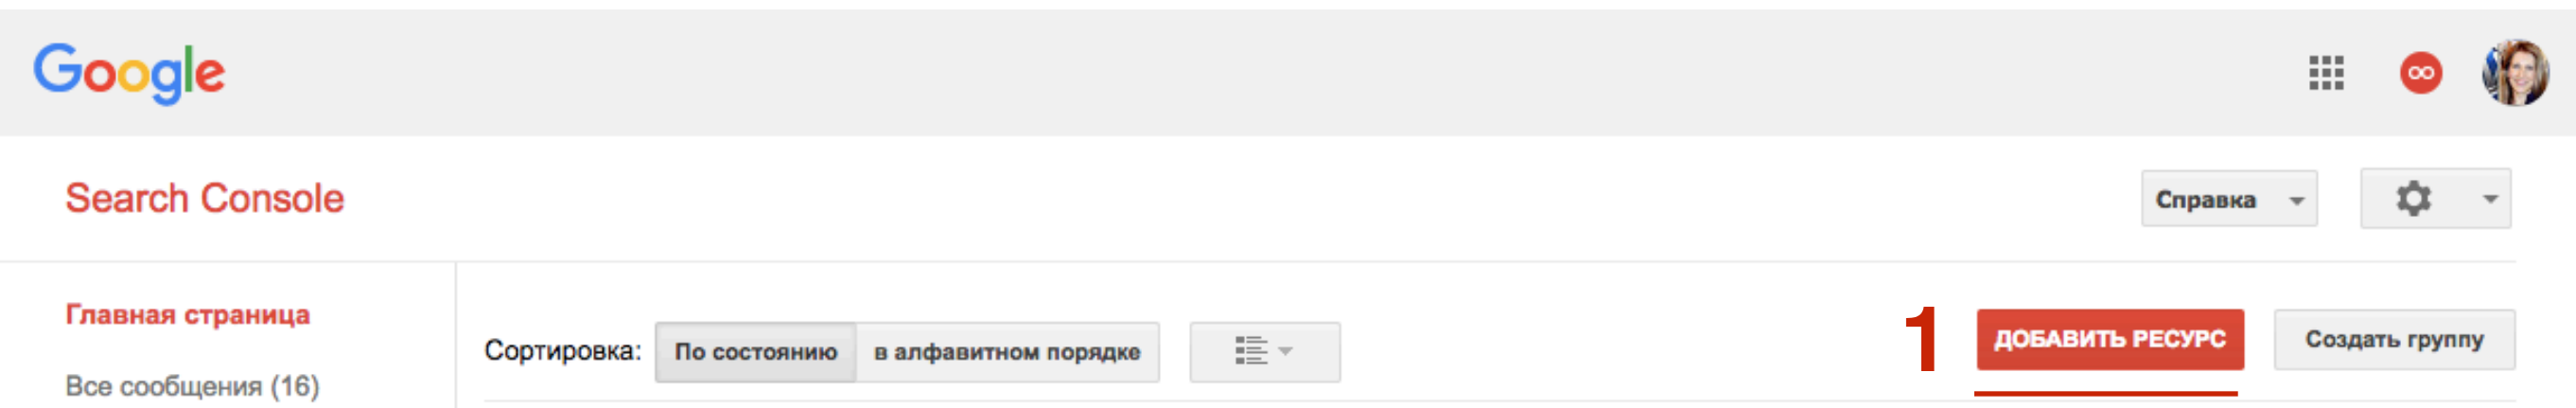 Google
Search Console
Справка
Главная страница
Все сообщения (16)
Сортировка: По состоянию в алфавитном порядке
1 ДОБАВИТЬ РЕСУРС Создать группу